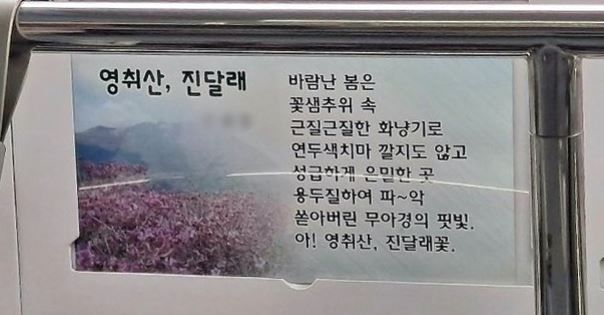 영취산, 진달래
바람난 봄은
꽃샘추위 속
근질근질한 화냥기로
연두색치마 깔지도 않고
성급하게 은밀한 곳
용두질하여 파~악
쏟아버린 무아경의 핏빛.
아! 영취산, 진달래꽃.